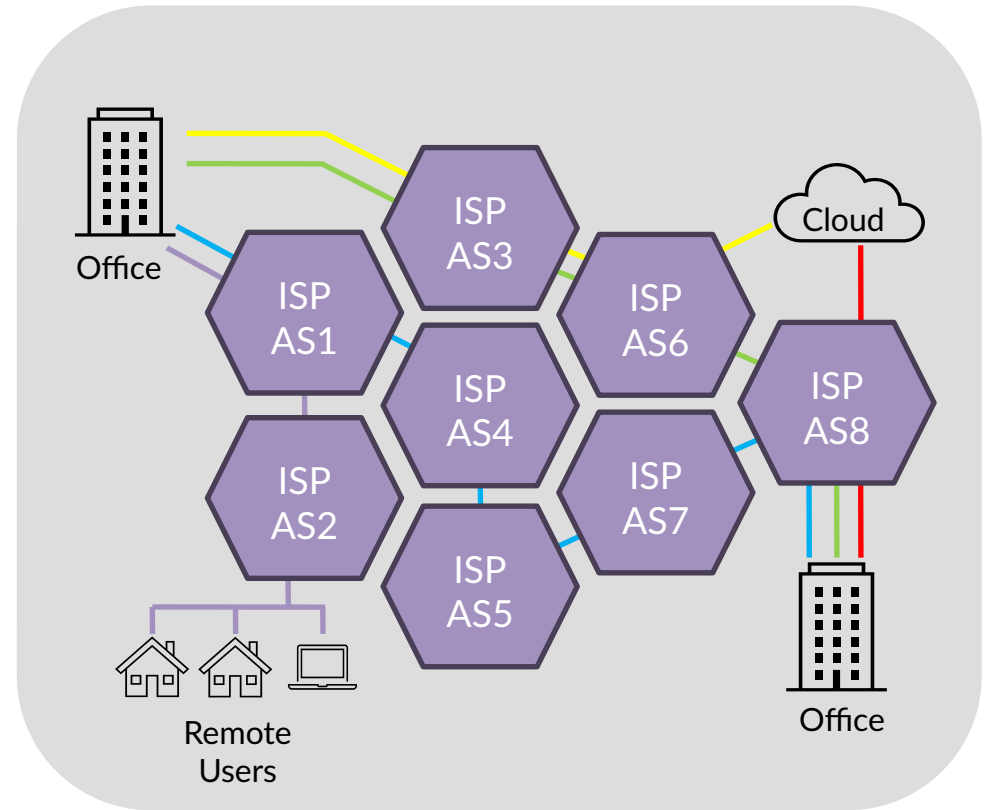 Office
ISP
AS3
Cloud
ISP
AS1
ISP
AS6
ISP
AS4
ISP
AS8
ISP
AS2
ISP
AS7
ISP
AS5
Remote
Users
Office